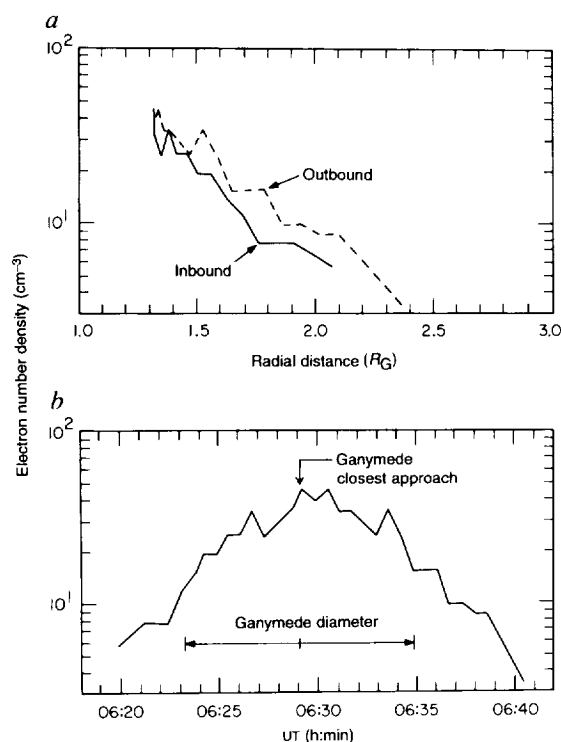 a
10²
Outbound
10¹
Inbound
1.0 1.5 2.0 2.5 3.0
Radial distance (R_G)
Electron number density (cm⁻³)
b
10²
Ganymede
closest approach
10¹
Ganymede diameter
06:20 06:25 06:30 06:35 06:40
UT (h:min)